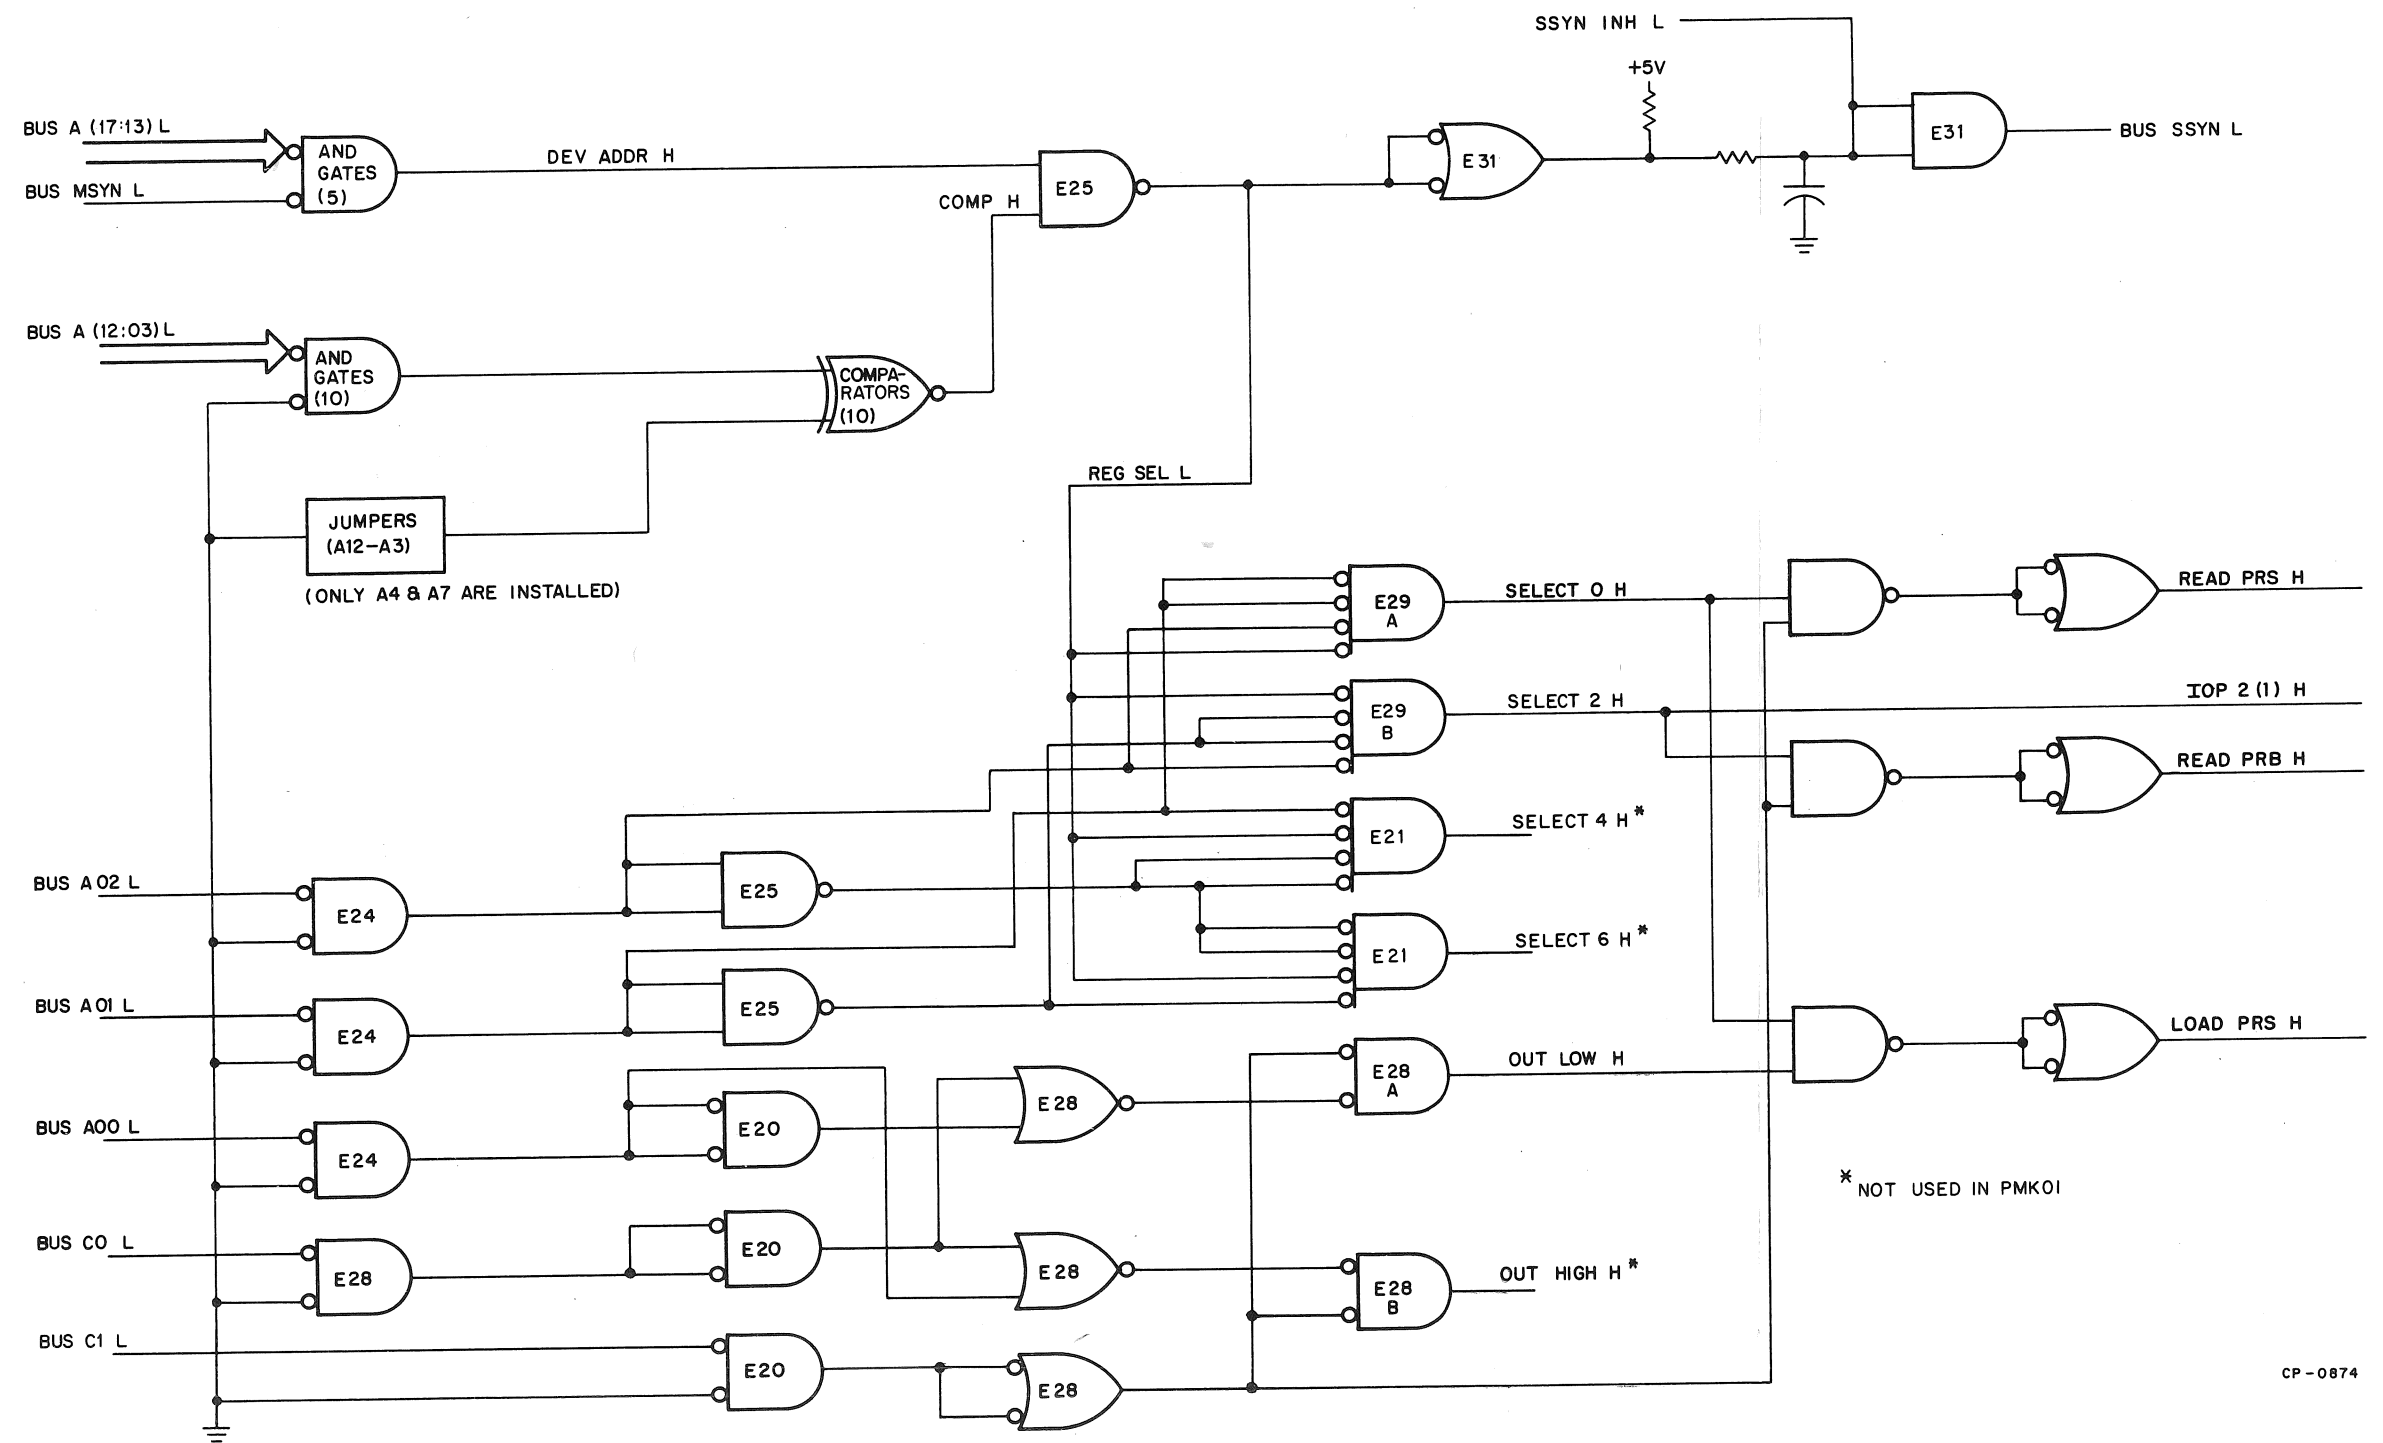 SSYN INH L
+5V
BUS A (17:13) L
AND
GATES
(5)
DEV ADDR H
E25
E31
E31
BUS SSYN L
BUS MSYN L
COMP H
BUS A (12:03) L
AND
GATES
(10)
COMPA-
RATORS
(10)
REG SEL L
JUMPERS
(A12-A3)
(ONLY A4 & A7 ARE INSTALLED)
E29
A
SELECT 0 H
READ PRS H
E29
B
SELECT 2 H
IOP 2 (1) H
READ PRB H
E21
SELECT 4 H*
BUS A02 L
E24
E25
E21
SELECT 6 H*
BUS A01 L
E24
E25
E28
A
OUT LOW H
LOAD PRS H
BUS A00 L
E24
E20
E28
* NOT USED IN PMK01
BUS C0 L
E28
E20
E28
E28
B
OUT HIGH H*
BUS C1 L
E20
E28
CP-0874